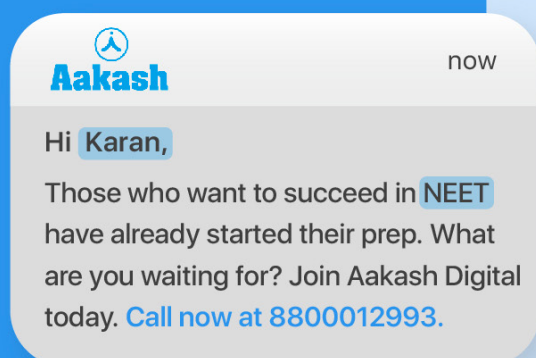 Aakash
now
Hi Karan,
Those who want to succeed in NEET
have already started their prep. What
are you waiting for? Join Aakash Digital
today. Call now at 8800012993.